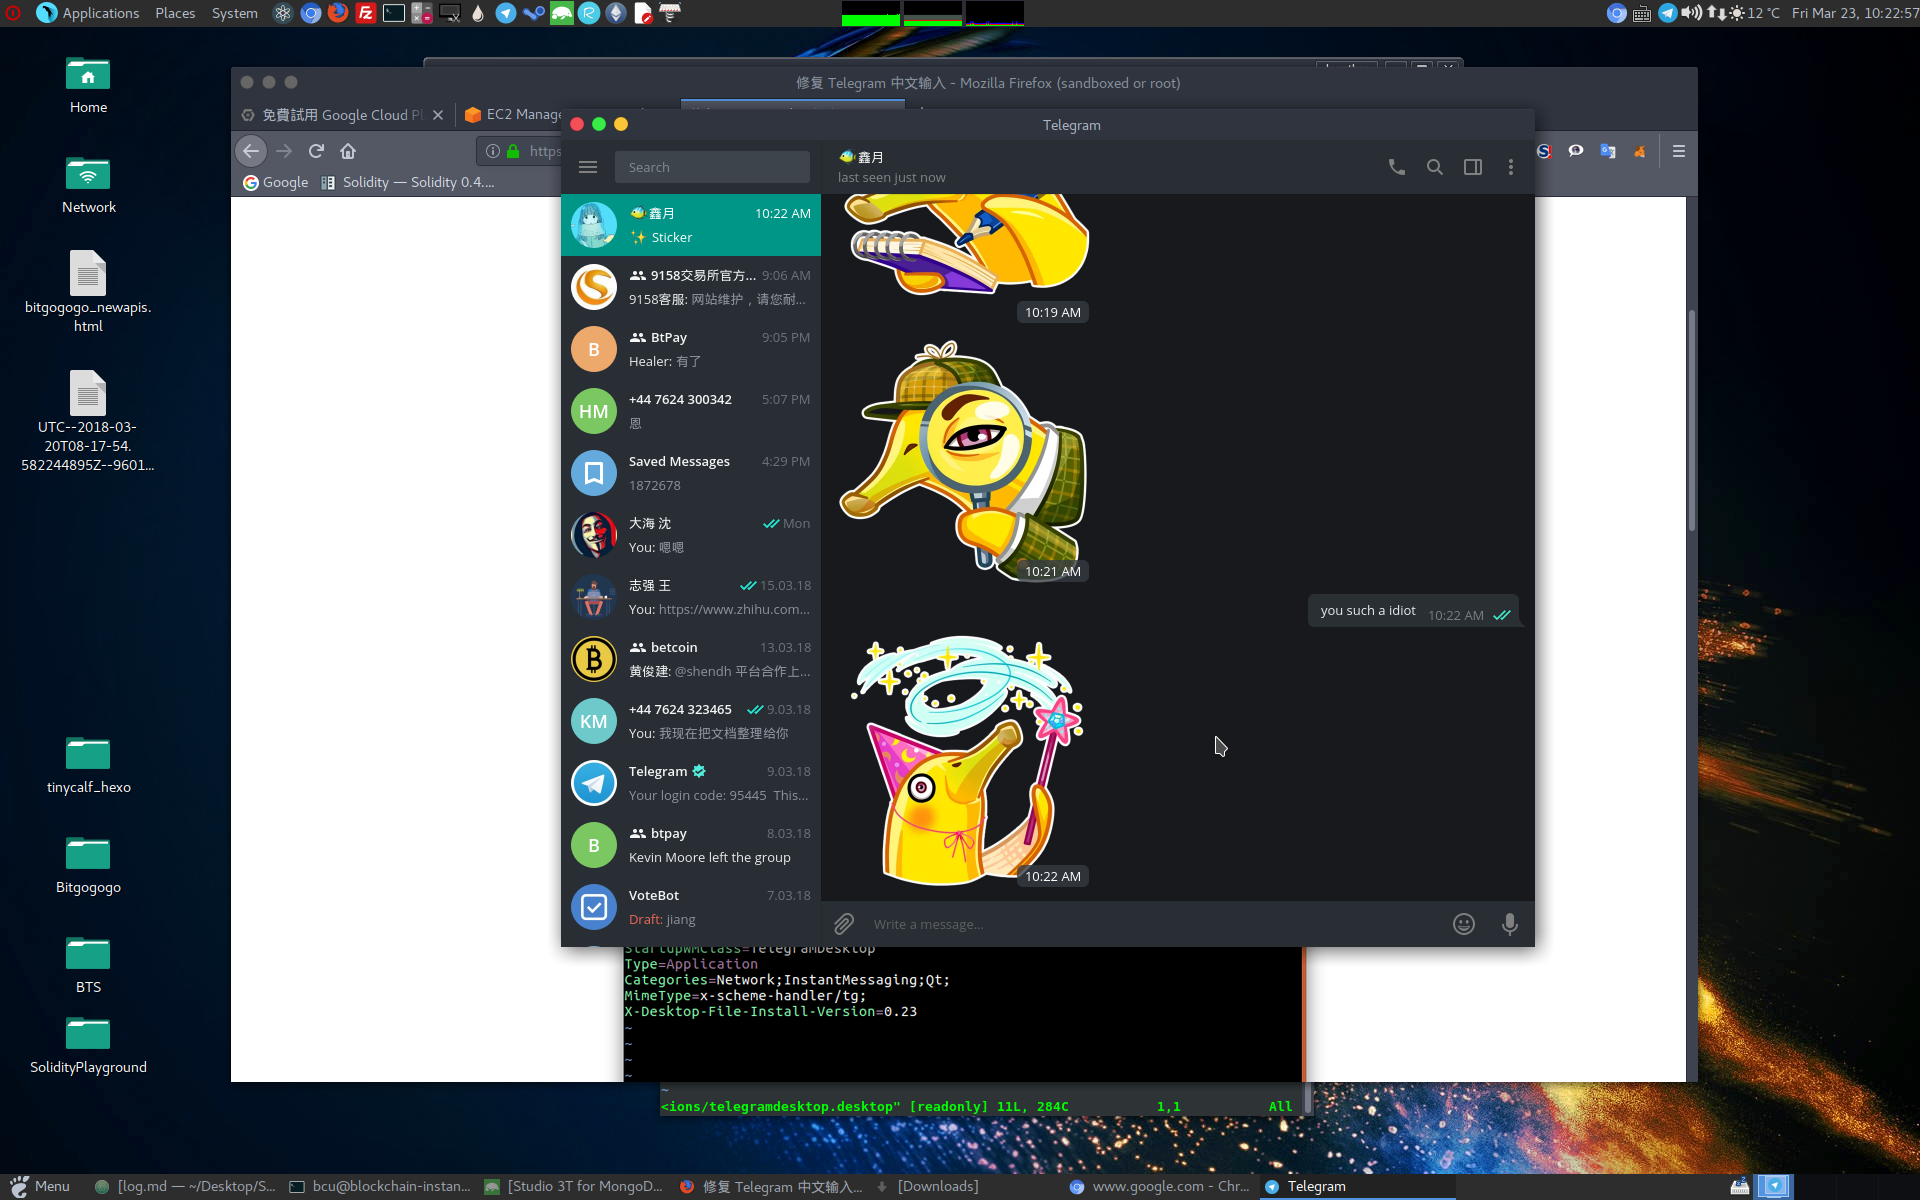 Applications Places System
12 °C Fri Mar 23, 10:22:57
Home
Network
bitgogogo_newapis.
html
UTC--2018-03-
20T08-17-54.
582244895Z--9601...
tinycalf_hexo
Bitgogogo
BTS
SolidityPlayground
修复 Telegram 中文输入 - Mozilla Firefox (sandboxed or root)
免費試用 Google Cloud Pl
EC2 Manage
https
Google
Solidity — Solidity 0.4....
Telegram
Search
鑫月
last seen just now
鑫月 10:22 AM
Sticker
9158交易所官方... 9:06 AM
9158客服: 网站维护，请您耐...
B
BtPay 9:05 PM
Healer: 有了
HM
+44 7624 300342 5:07 PM
恩
Saved Messages 4:29 PM
1872678
大海 沈 Mon
You: 嗯嗯
志强 王 15.03.18
You: https://www.zhihu.com...
betcoin 13.03.18
黄俊建: @shendh 平台合作上...
KM
+44 7624 323465 9.03.18
You: 我现在把文档整理给你
Telegram 9.03.18
Your login code: 95445 This...
B
btpay 8.03.18
Kevin Moore left the group
VoteBot 7.03.18
Draft: jiang
10:19 AM
10:21 AM
you such a idiot 10:22 AM
10:22 AM
Write a message...
StartupWMClass=TelegramDesktop
Type=Application
Categories=Network;InstantMessaging;Qt;
MimeType=x-scheme-handler/tg;
X-Desktop-File-Install-Version=0.23
~
~
~
~
~
<ions/telegramdesktop.desktop" [readonly] 11L, 284C 1,1 All
Menu
[log.md — ~/Desktop/S...
bcu@blockchain-instan...
[Studio 3T for MongoD...
修复 Telegram 中文输入...
[Downloads]
www.google.com - Chr...
Telegram